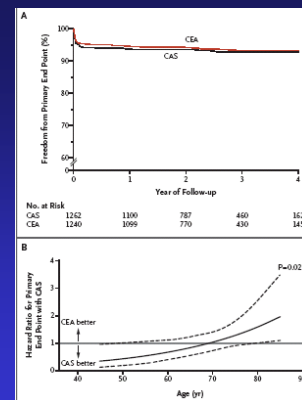 A
100
CEA
CAS
90
80
70
60
0
Freedom from Primary End Point (%)
0 1 2 3 4
Year of Follow-up
No. at Risk
CAS 1262 1100 787 460 162
CEA 1240 1099 770 430 145
B
4
P=0.02
3
2
CEA better
1
CAS better
0
Hazard Ratio for Primary
End Point with CAS
40 50 60 70 80
Age (yr)